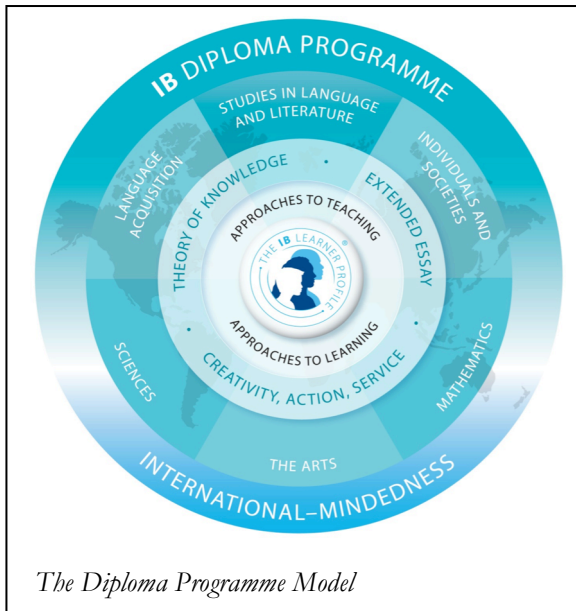 IB DIPLOMA PROGRAMME
STUDIES IN LANGUAGE
AND LITERATURE
LANGUAGE
ACQUISITION
INDIVIDUALS AND
SOCIETIES
THEORY OF KNOWLEDGE
EXTENDED ESSAY
APPROACHES TO TEACHING
THE IB LEARNER PROFILE
®
APPROACHES TO LEARNING
CREATIVITY, ACTION, SERVICE
SCIENCES
MATHEMATICS
THE ARTS
INTERNATIONAL–MINDEDNESS
The Diploma Programme Model